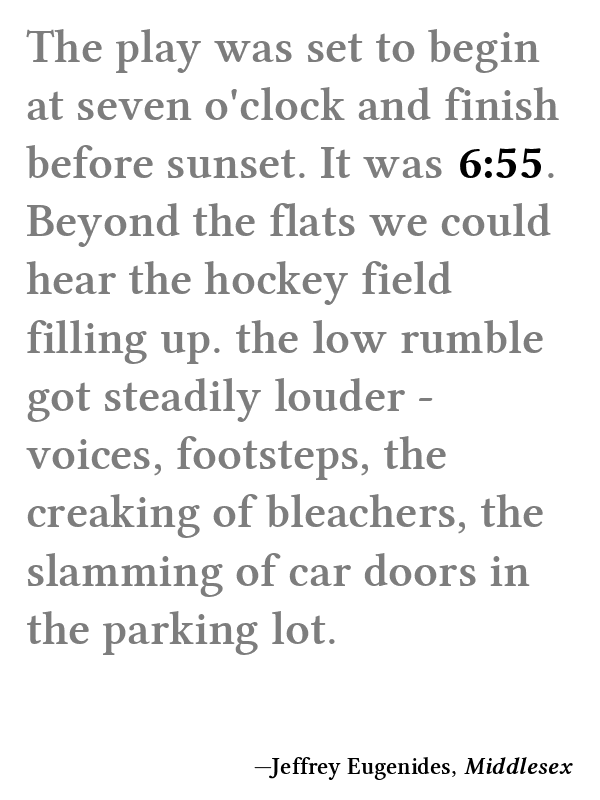 The play was set to begin
at seven o'clock and finish
before sunset. It was 6:55.
Beyond the flats we could
hear the hockey field
filling up. the low rumble
got steadily louder -
voices, footsteps, the
creaking of bleachers, the
slamming of car doors in
the parking lot.
—Jeffrey Eugenides, Middlesex